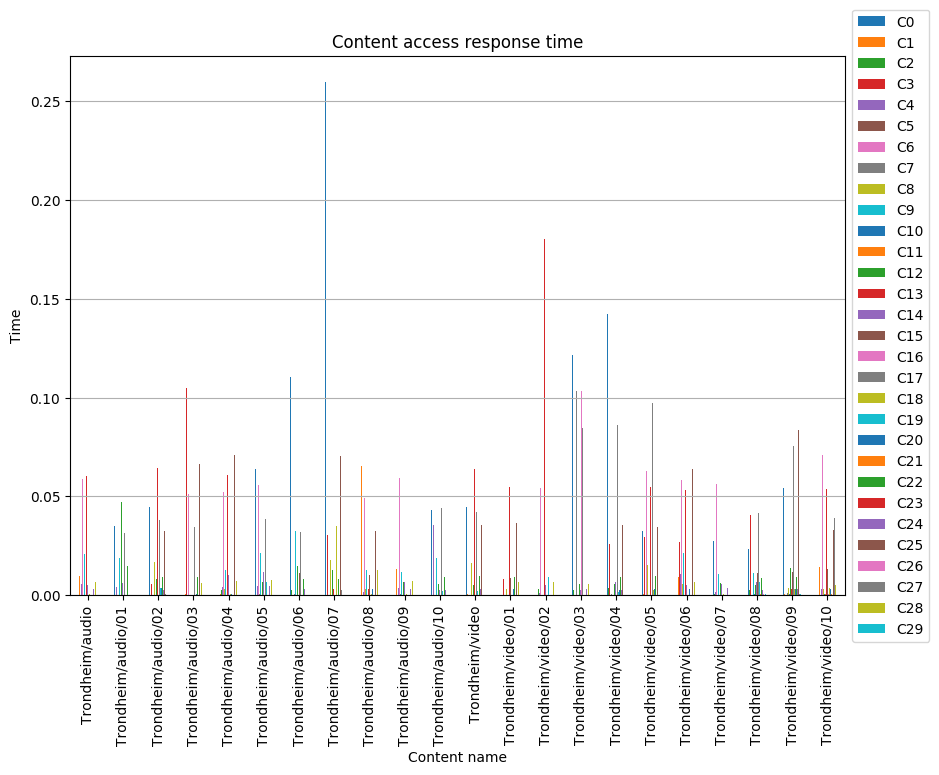 Content access response time
Time
0.25
0.20
0.15
0.10
0.05
0.00
Trondheim/audio
Trondheim/audio/01
Trondheim/audio/02
Trondheim/audio/03
Trondheim/audio/04
Trondheim/audio/05
Trondheim/audio/06
Trondheim/audio/07
Trondheim/audio/08
Trondheim/audio/09
Trondheim/audio/10
Trondheim/video
Trondheim/video/01
Trondheim/video/02
Trondheim/video/03
Trondheim/video/04
Trondheim/video/05
Trondheim/video/06
Trondheim/video/07
Trondheim/video/08
Trondheim/video/09
Trondheim/video/10
Content name
C0
C1
C2
C3
C4
C5
C6
C7
C8
C9
C10
C11
C12
C13
C14
C15
C16
C17
C18
C19
C20
C21
C22
C23
C24
C25
C26
C27
C28
C29